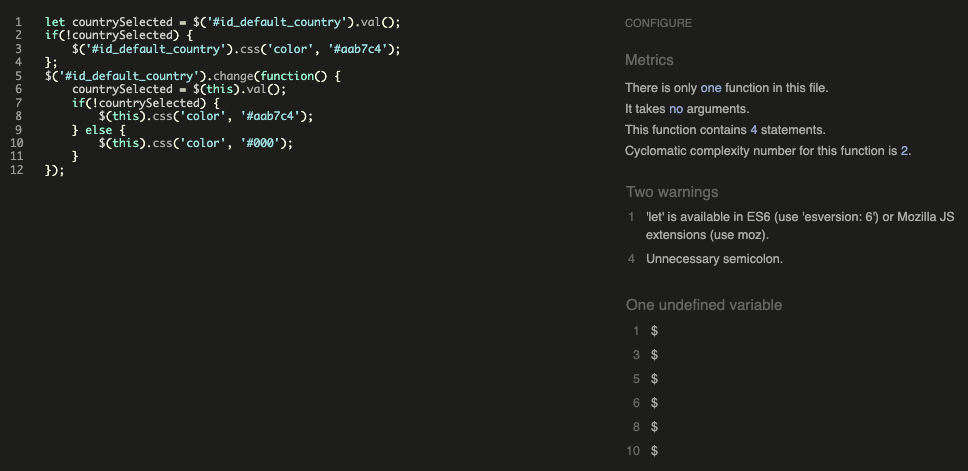 1 let countrySelected = $('#id_default_country').val();
2 if(!countrySelected) {
3 $('#id_default_country').css('color', '#aab7c4');
4 };
5 $('#id_default_country').change(function() {
6 countrySelected = $(this).val();
7 if(!countrySelected) {
8 $(this).css('color', '#aab7c4');
9 } else {
10 $(this).css('color', '#000');
11 }
12 });
CONFIGURE
Metrics
There is only one function in this file.
It takes no arguments.
This function contains 4 statements.
Cyclomatic complexity number for this function is 2.
Two warnings
1 'let' is available in ES6 (use 'esversion: 6') or Mozilla JS
extensions (use moz).
4 Unnecessary semicolon.
One undefined variable
1 $
3 $
5 $
6 $
8 $
10 $